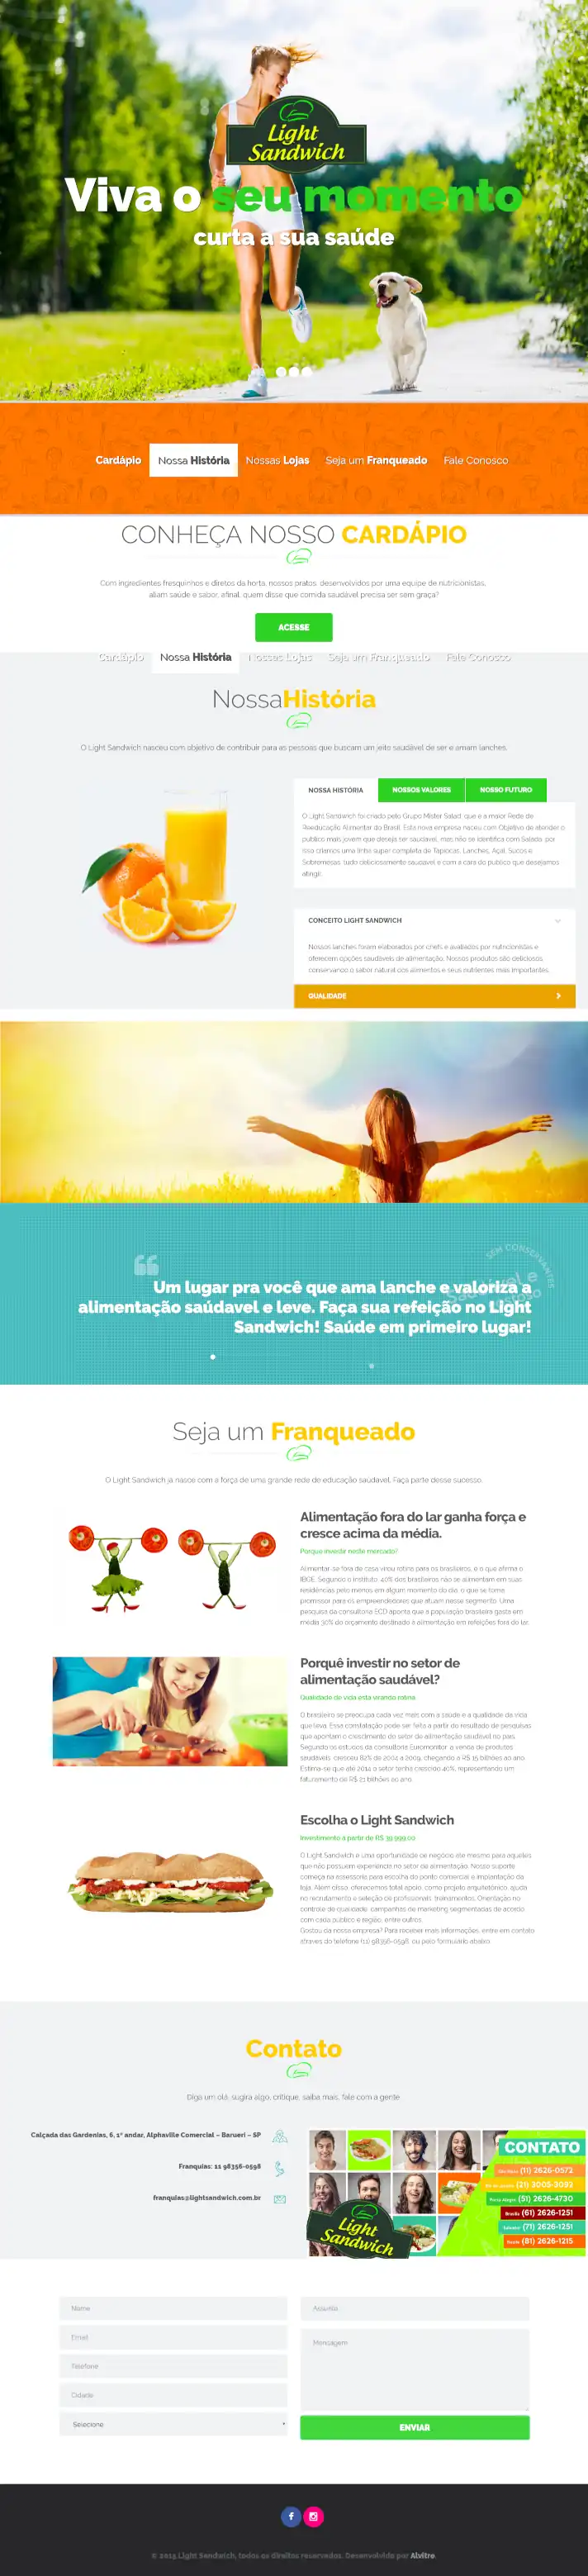 Light
Sandwich
Viva o seu momento
curta a sua saúde
Cardápio Nossa História Nossas Lojas Seja um Franqueado Fale Conosco
CONHEÇA NOSSO CARDÁPIO
Com ingredientes fresquinhos e diretos da horta, nossos pratos desenvolvidos por uma equipe de nutricionistas,
aliam saúde e sabor, afinal, quem disse que comida saudável precisa ser sem graça?
ACESSE
Cardápio Nossa História Nossas Lojas Seja um Franqueado Fale Conosco
NossaHistória
O Light Sandwich nasceu com objetivo de contribuir para as pessoas que buscam um jeito saudável de ser e amam lanches.
NOSSA HISTÓRIA NOSSOS VALORES NOSSO FUTURO
O Light Sandwich foi criado pelo Grupo Mister Salad que é a maior Rede de
Reeducação Alimentar do Brasil. Esta nova empresa nasceu com Objetivo de atender o
publico mais jovem que deseja ser saudavel, mas não se identifica com Salada, por
isso criamos uma linha super completa de Tapiocas, Lanches, Açaí, Sucos e
Sobremesas tudo deliciosamente saudavel e com a cara do publico que desejamos
atingir.
CONCEITO LIGHT SANDWICH
Nossos lanches foram elaborados por chefs e avaliados por nutricionistas e
oferecem opções saudáveis de alimentação. Nossos produtos são deliciosos,
conservando o sabor natural dos alimentos e seus nutrientes mais importantes.
QUALIDADE
SEM CONSERVANTES
Saudável e
Um lugar pra você que ama lanche e valoriza a
alimentação saúdavel e leve. Faça sua refeição no Light
Sandwich! Saúde em primeiro lugar!
Seja um Franqueado
O Light Sandwich já nasce com a força de uma grande rede de educação saudavel. Faça parte desse sucesso.
Alimentação fora do lar ganha força e
cresce acima da média.
Porque investir neste mercado?
Alimentar-se fora de casa virou rotina para os brasileiros, é o que afirma o
IBGE. Segundo o instituto, 40% dos brasileiros não se alimentam em suas
residências pelo menos em algum momento do dia, o que se torna
promissor para os empreendedores que atuam nesse segmento. Uma
pesquisa da consultoria ECD aponta que a população brasileira gasta em
média 30% do orçamento destinado à alimentação em refeições fora do lar.
Porquê investir no setor de
alimentação saudável?
Qualidade de vida esta virando rotina
O brasileiro se preocupa cada vez mais com a saúde e a qualidade da vida
que leva. Essa constatação pode ser feita a partir do resultado de pesquisas
que apontam o crescimento do setor de alimentação saudável no país.
Segundo os estudos da consultoria Euromonitor, a venda de produtos
saudáveis cresceu 82% de 2004 a 2009, chegando a R$ 15 bilhões ao ano.
Estima-se que até 2014 o setor tenha crescido 40%, representando um
faturamento de R$ 21 bilhões ao ano.
Escolha o Light Sandwich
Investimento a partir de R$ 39.999,00
O Light Sandwich é uma oportunidade de negócio até mesmo para aqueles
que não possuem experiência no setor de alimentação. Nosso suporte
começa na assessoria para escolha do ponto comercial e implantação da
loja. Além disso, oferecemos total apoio, como projeto arquitetônico, ajuda
no recrutamento e seleção de profissionais, treinamentos, Orientação no
controle de qualidade, campanhas de marketing segmentadas de acordo
com cada publico e região, entre outros.
Gostou da nossa empresa? Para receber mais informações, entre em contato
através do telefone (11) 98356-0598, ou pelo formulário abaixo.
Contato
Diga um olá, sugira algo, critique, saiba mais, fale com a gente
Calçada das Gardenias, 6, 1º andar, Alphaville Comercial – Barueri – SP
Franquias: 11 98356-0598
franquias@lightsandwich.com.br
CONTATO
(11) 2626-0572
(21) 3005-3093
Porto Alegre (51) 2626-4730
Brasília (61) 2626-1251
Salvador (71) 2626-1251
Recife (81) 2626-1215
Light
Sandwich
Nome
Email
Telefone
Cidade
Selecione
Assunto
Mensagem
ENVIAR
© 2015 Light Sandwich, todos os direitos reservados. Desenvolvido por Alvitre.